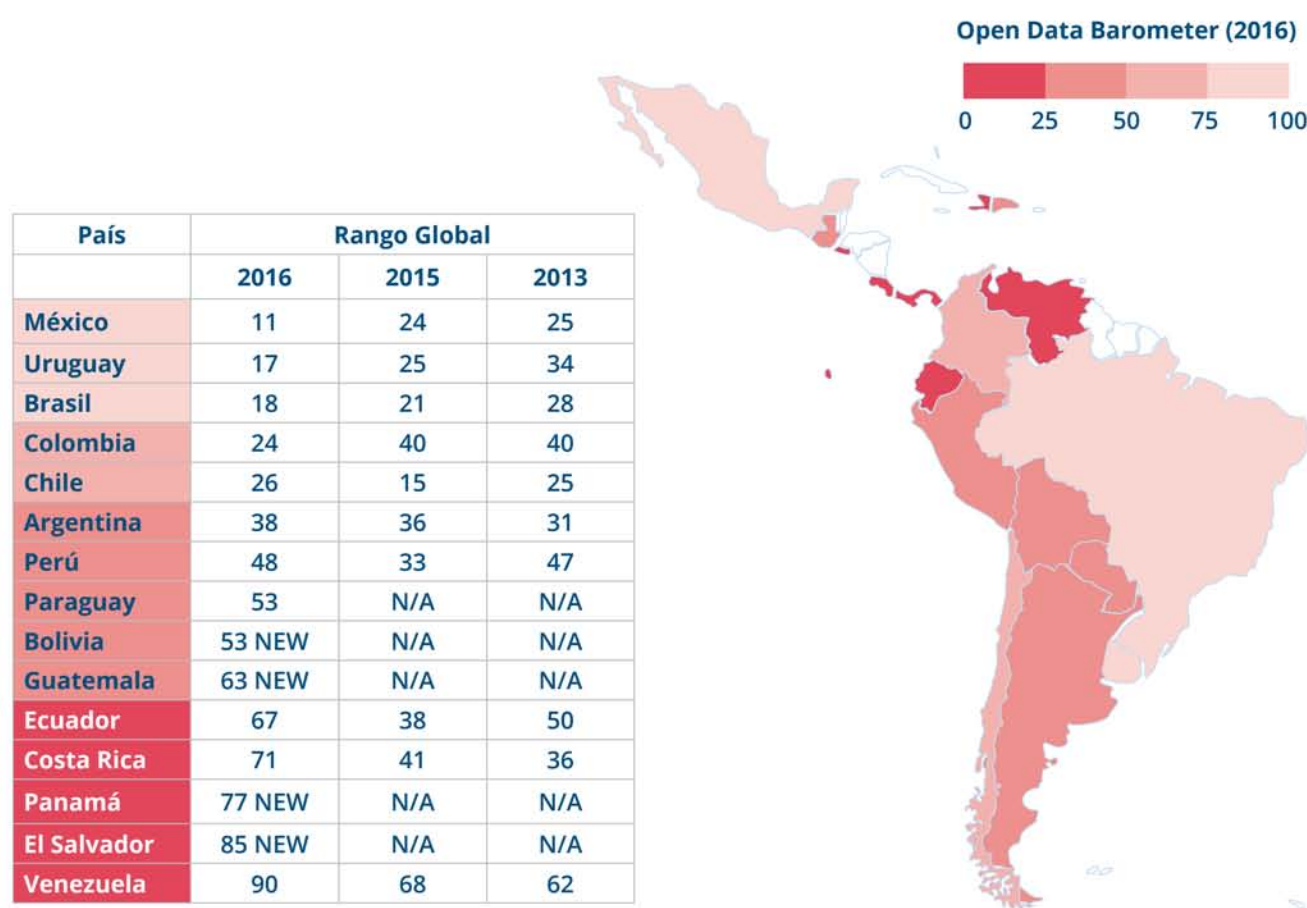 Open Data Barometer (2016)
0 25 50 75 100
País Rango Global
2016 2015 2013
México 11 24 25
Uruguay 17 25 34
Brasil 18 21 28
Colombia 24 40 40
Chile 26 15 25
Argentina 38 36 31
Perú 48 33 47
Paraguay 53 N/A N/A
Bolivia 53 NEW N/A N/A
Guatemala 63 NEW N/A N/A
Ecuador 67 38 50
Costa Rica 71 41 36
Panamá 77 NEW N/A N/A
El Salvador 85 NEW N/A N/A
Venezuela 90 68 62